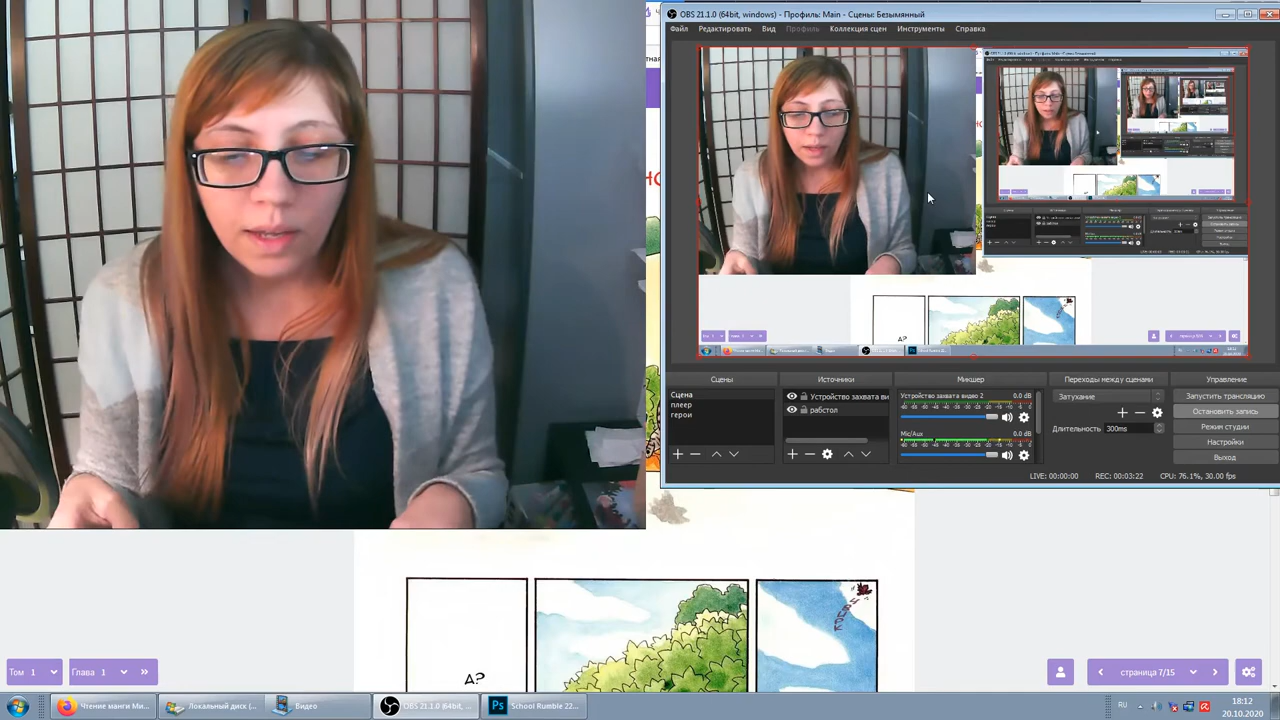 OBS 21.1.0 (64bit, windows) - Профиль: Main - Сцены: Безымянный
Файл Редактировать Вид Профиль Коллекция сцен Инструменты Справка
Сцены Источники Микшер Переходы между сценами Управление
Сцена
плеер
герои
Устройство захвата ви
рабстол
Устройство захвата видео 2 0.0 dB
Mic/Aux 0.0 dB
Затухание
Длительность 300ms
Запустить трансляцию
Остановить запись
Режим студии
Настройки
Выход
LIVE: 00:00:00 REC: 00:03:22 CPU: 76.1%, 30.00 fps
А?
Том 1 Глава 1 страница 7/15
Чтение манги Ми... Локальный диск (... Видео OBS 21.1.0 (64bit, ... School Rumble 22... RU 18:12
20.10.2020